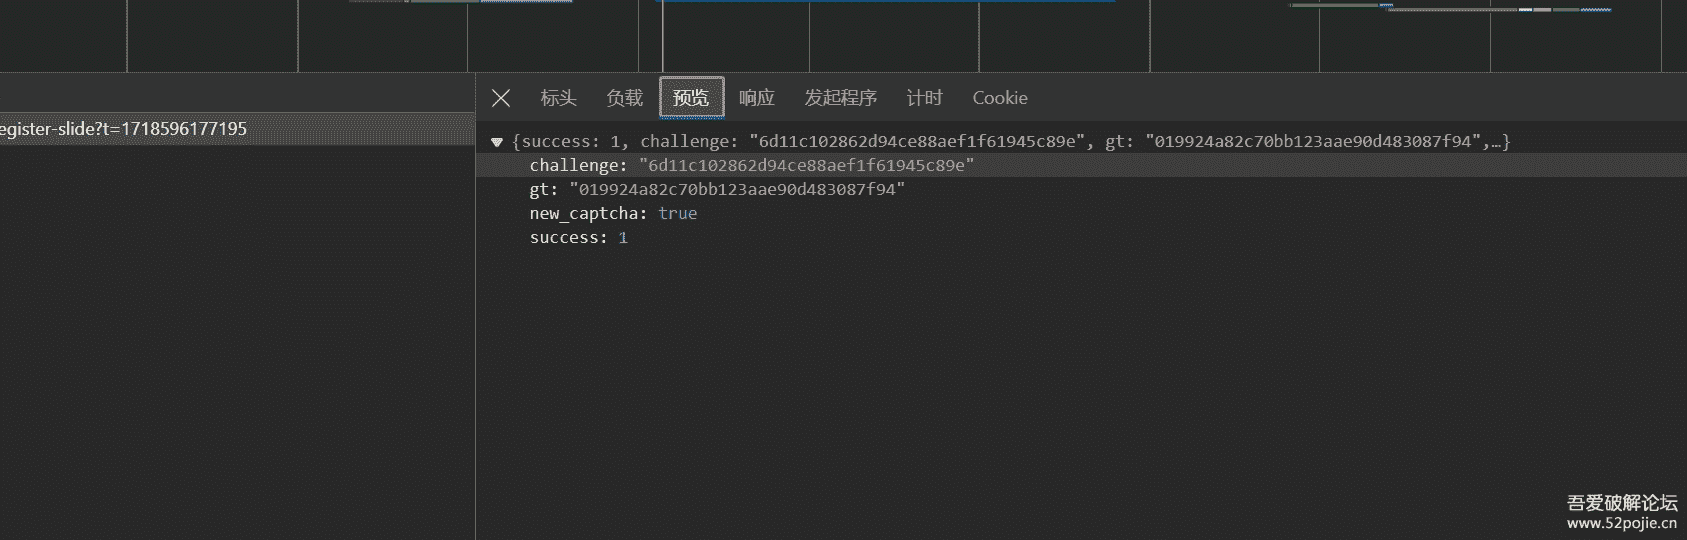 标头 负载 预览 响应 发起程序 计时 Cookie
egister-slide?t=1718596177195
{success: 1, challenge: "6d11c102862d94ce88aef1f61945c89e", gt: "019924a82c70bb123aae90d483087f94",…}
challenge: "6d11c102862d94ce88aef1f61945c89e"
gt: "019924a82c70bb123aae90d483087f94"
new_captcha: true
success: 1
吾爱破解论坛
www.52pojie.cn